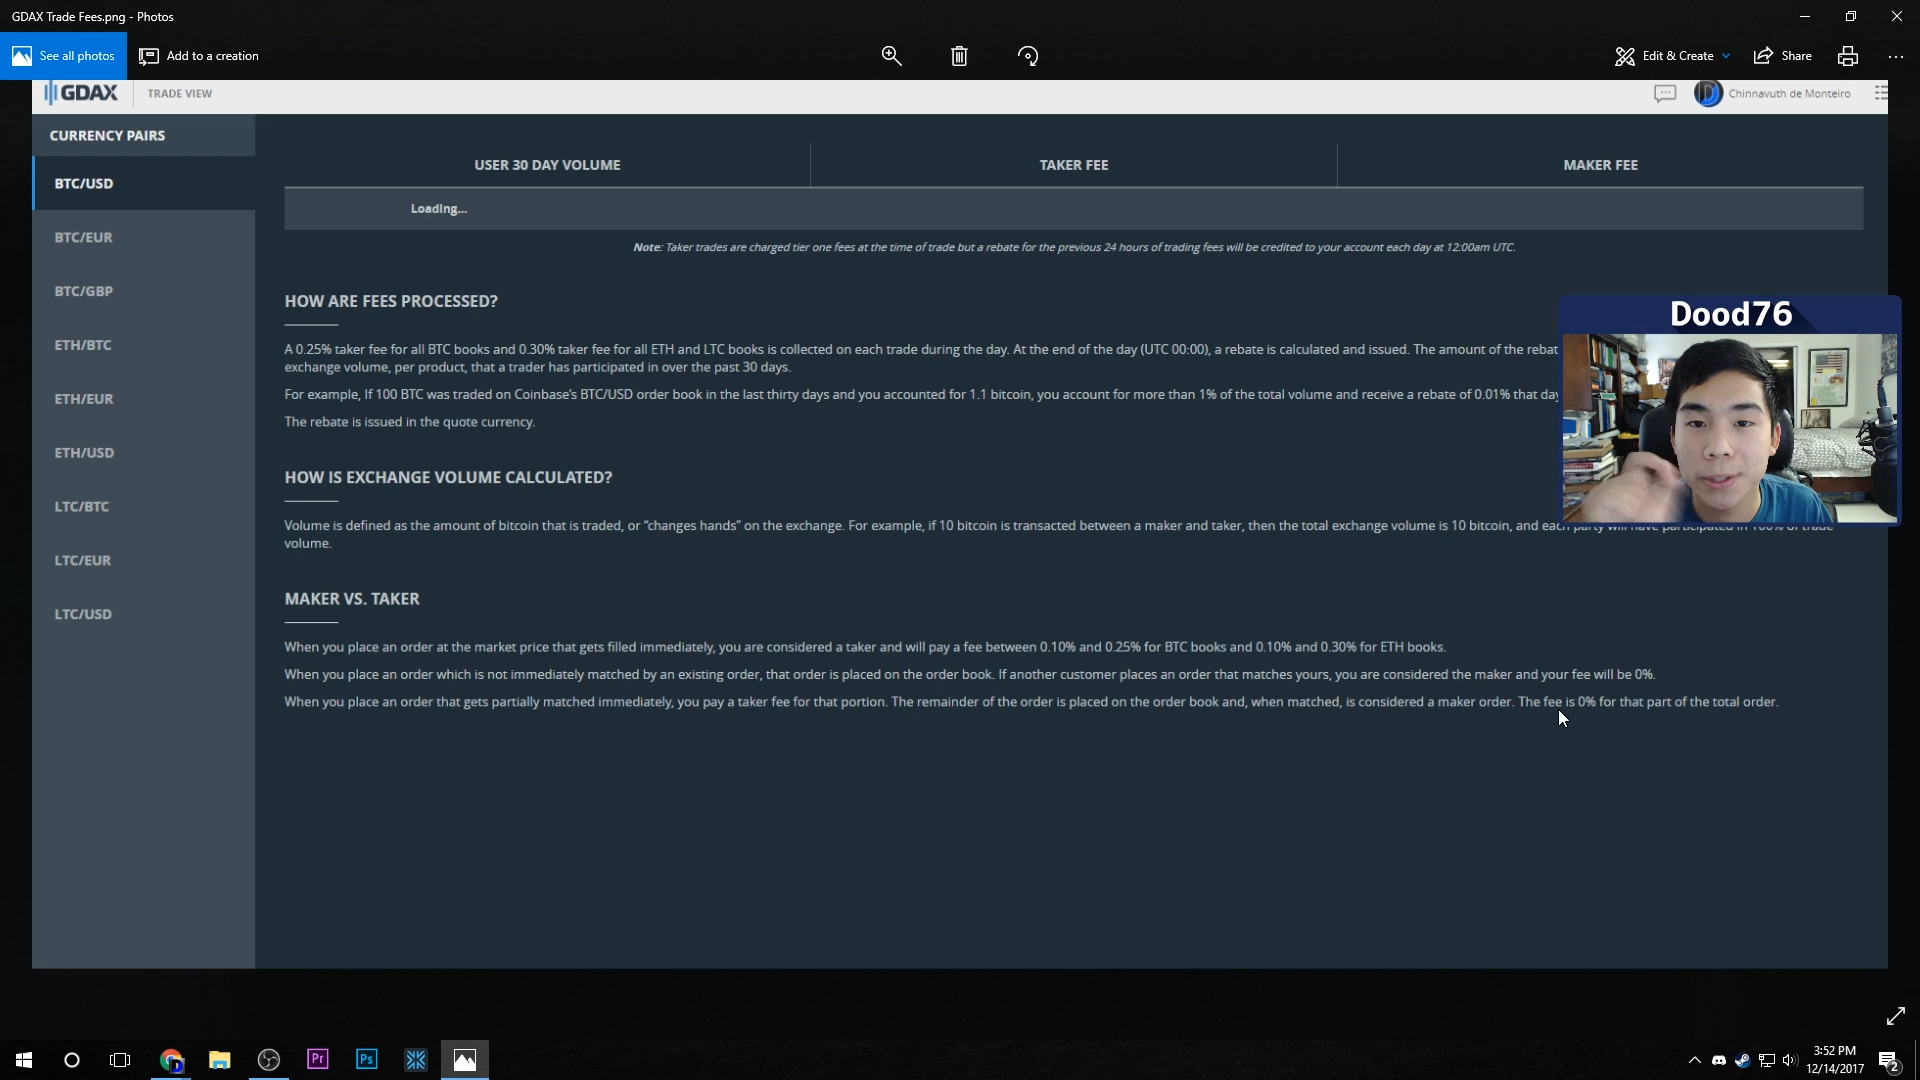 GDAX Trade Fees.png - Photos
See all photos
Add to a creation
Edit & Create
Share
GDAX
TRADE VIEW
Chinnavuth de Monteiro
CURRENCY PAIRS
BTC/USD
BTC/EUR
BTC/GBP
ETH/BTC
ETH/EUR
ETH/USD
LTC/BTC
LTC/EUR
LTC/USD
USER 30 DAY VOLUME
TAKER FEE
MAKER FEE
Loading...
Note: Taker trades are charged tier one fees at the time of trade but a rebate for the previous 24 hours of trading fees will be credited to your account each day at 12:00am UTC.
HOW ARE FEES PROCESSED?
A 0.25% taker fee for all BTC books and 0.30% taker fee for all ETH and LTC books is collected on each trade during the day. At the end of the day (UTC 00:00), a rebate is calculated and issued. The amount of the rebat
exchange volume, per product, that a trader has participated in over the past 30 days.
For example, If 100 BTC was traded on Coinbase's BTC/USD order book in the last thirty days and you accounted for 1.1 bitcoin, you account for more than 1% of the total volume and receive a rebate of 0.01% that day
The rebate is issued in the quote currency.
Dood76
HOW IS EXCHANGE VOLUME CALCULATED?
Volume is defined as the amount of bitcoin that is traded, or "changes hands" on the exchange. For example, if 10 bitcoin is transacted between a maker and taker, then the total exchange volume is 10 bitcoin, and each party will have participated in 100% of trade
volume.
MAKER VS. TAKER
When you place an order at the market price that gets filled immediately, you are considered a taker and will pay a fee between 0.10% and 0.25% for BTC books and 0.10% and 0.30% for ETH books.
When you place an order which is not immediately matched by an existing order, that order is placed on the order book. If another customer places an order that matches yours, you are considered the maker and your fee will be 0%.
When you place an order that gets partially matched immediately, you pay a taker fee for that portion. The remainder of the order is placed on the order book and, when matched, is considered a maker order. The fee is 0% for that part of the total order.
Pr
Ps
3:52 PM
12/14/2017
2